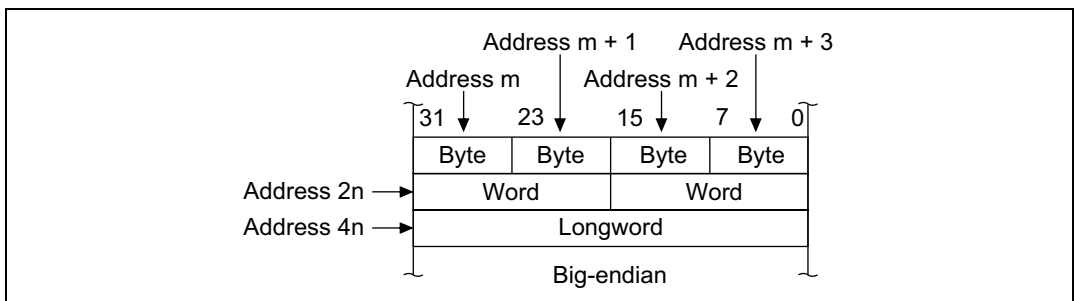 Address m + 1 Address m + 3
Address m Address m + 2
31 23 15 7 0
Byte Byte Byte Byte
Address 2n Word Word
Address 4n Longword
Big-endian